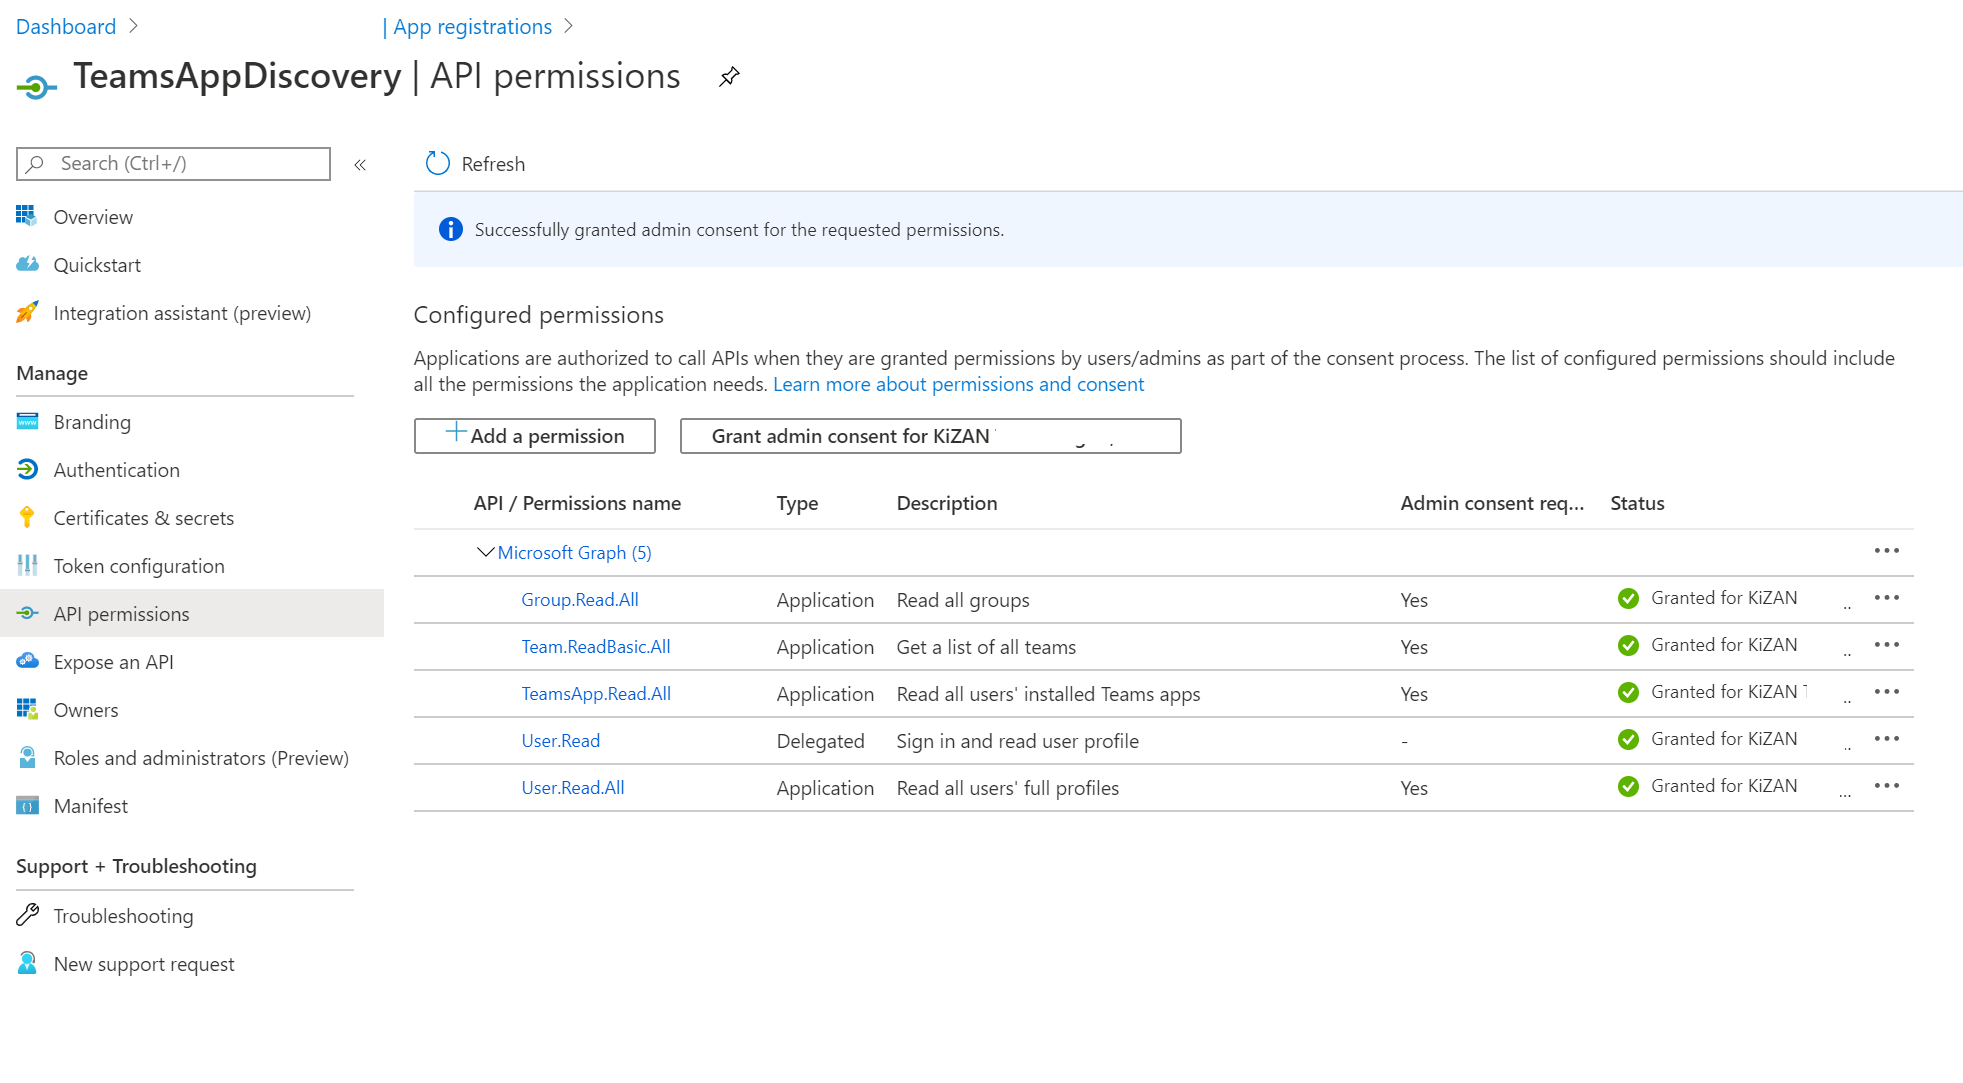 Dashboard
| App registrations
TeamsAppDiscovery | API permissions
Search (Ctrl+/)
«
Refresh
Overview
Quickstart
Integration assistant (preview)
Manage
Branding
Authentication
Certificates & secrets
Token configuration
API permissions
Expose an API
Owners
Roles and administrators (Preview)
Manifest
Support + Troubleshooting
Troubleshooting
New support request
Successfully granted admin consent for the requested permissions.
Configured permissions
Applications are authorized to call APIs when they are granted permissions by users/admins as part of the consent process. The list of configured permissions should include
all the permissions the application needs. Learn more about permissions and consent
Add a permission
Grant admin consent for KiZAN
API / Permissions name Type Description Admin consent req... Status
Microsoft Graph (5)
Group.Read.All Application Read all groups Yes Granted for KiZAN
Team.ReadBasic.All Application Get a list of all teams Yes Granted for KiZAN
TeamsApp.Read.All Application Read all users' installed Teams apps Yes Granted for KiZAN
User.Read Delegated Sign in and read user profile - Granted for KiZAN
User.Read.All Application Read all users' full profiles Yes Granted for KiZAN